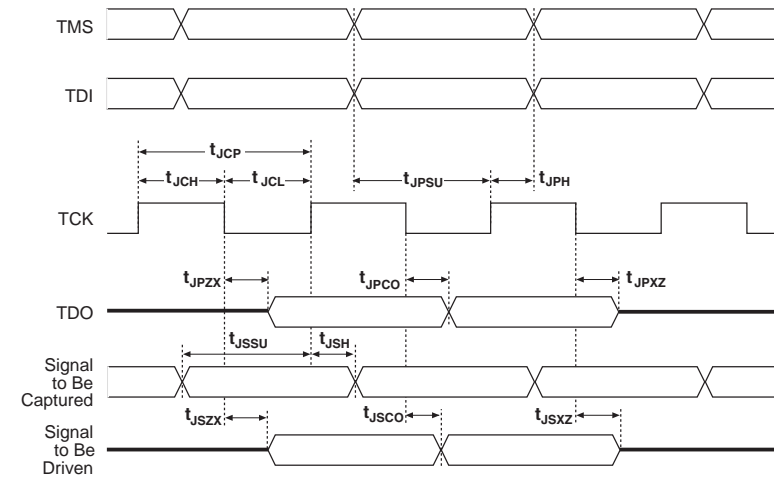 TMS
TDI
tJCP
tJCH
tJCL
tJPSU
tJPH
TCK
tJPZX
tJPCO
tJPXZ
TDO
tJSSU
tJSH
Signal
to Be
Captured
tJSZX
tJSCO
tJSXZ
Signal
to Be
Driven